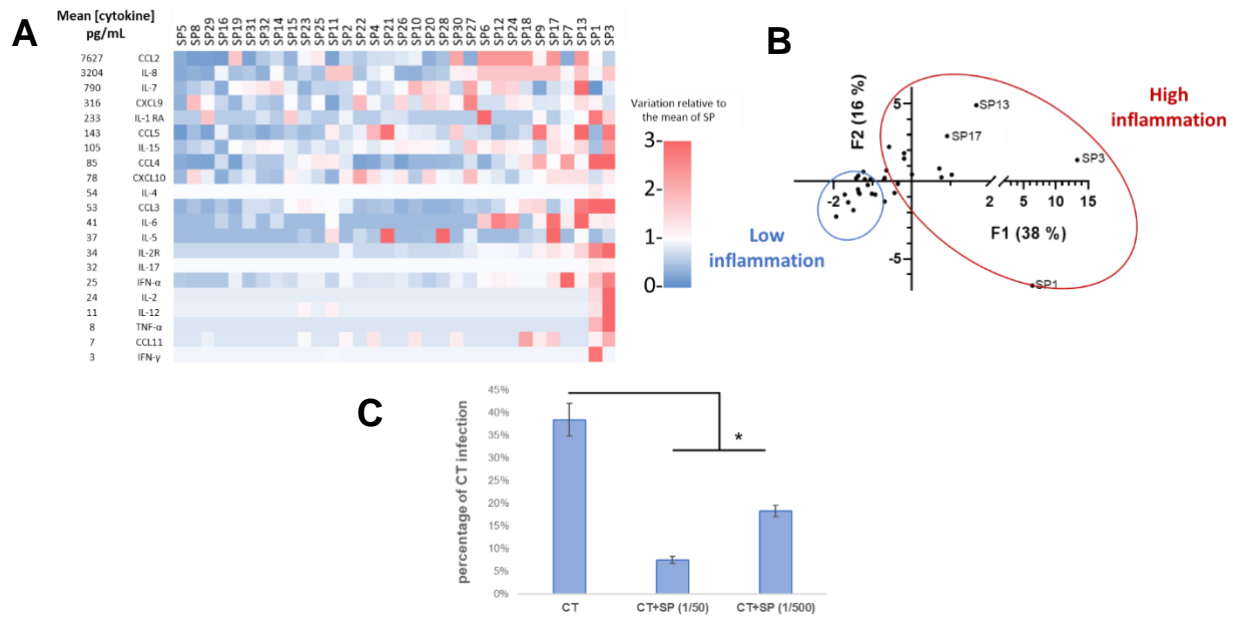 A
Mean [cytokine]
pg/mL
SP5 SP8 SP29 SP16 SP19 SP31 SP32 SP14 SP15 SP23 SP25 SP11 SP2 SP22 SP4 SP21 SP26 SP10 SP20 SP28 SP30 SP27 SP6 SP12 SP24 SP18 SP9 SP17 SP7 SP13 SP1 SP3
7627 CCL2
3204 IL-8
790 IL-7
316 CXCL9
233 IL-1 RA
143 CCL5
105 IL-15
85 CCL4
78 CXCL10
54 IL-4
53 CCL3
41 IL-6
37 IL-5
34 IL-2R
32 IL-17
25 IFN-α
24 IL-2
11 IL-12
8 TNF-α
7 CCL11
3 IFN-γ
Variation relative to
the mean of SP
3
2
1
0
B
F2 (16 %)
5
SP13
High
inflammation
SP17
SP3
-2
2 5 10 15
Low
inflammation
F1 (38 %)
-5
SP1
C
percentage of CT infection
45%
40%
35%
30%
25%
20%
15%
10%
5%
0%
*
CT CT+SP (1/50) CT+SP (1/500)